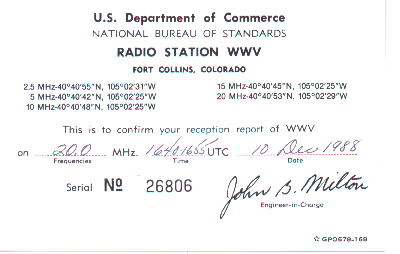 U.S. Department of Commerce
NATIONAL BUREAU OF STANDARDS
RADIO STATION WWV
FORT COLLINS, COLORADO
2.5 MHz-40°40'55"N, 105°02'31"W 15 MHz-40°40'45"N, 105°02'25"W
5 MHz-40°40'42"N, 105°02'25"W 20 MHz-40°40'53"N, 105°02'29"W
10 MHz-40°40'48"N, 105°02'25"W
This is to confirm your reception report of WWV
on 20.0 MHz. 1640-1655 UTC 10 Dec 1988
Frequencies Time Date
Serial Nº 26806 John B. Milton
Engineer-in-Charge
☆ GPO679-168